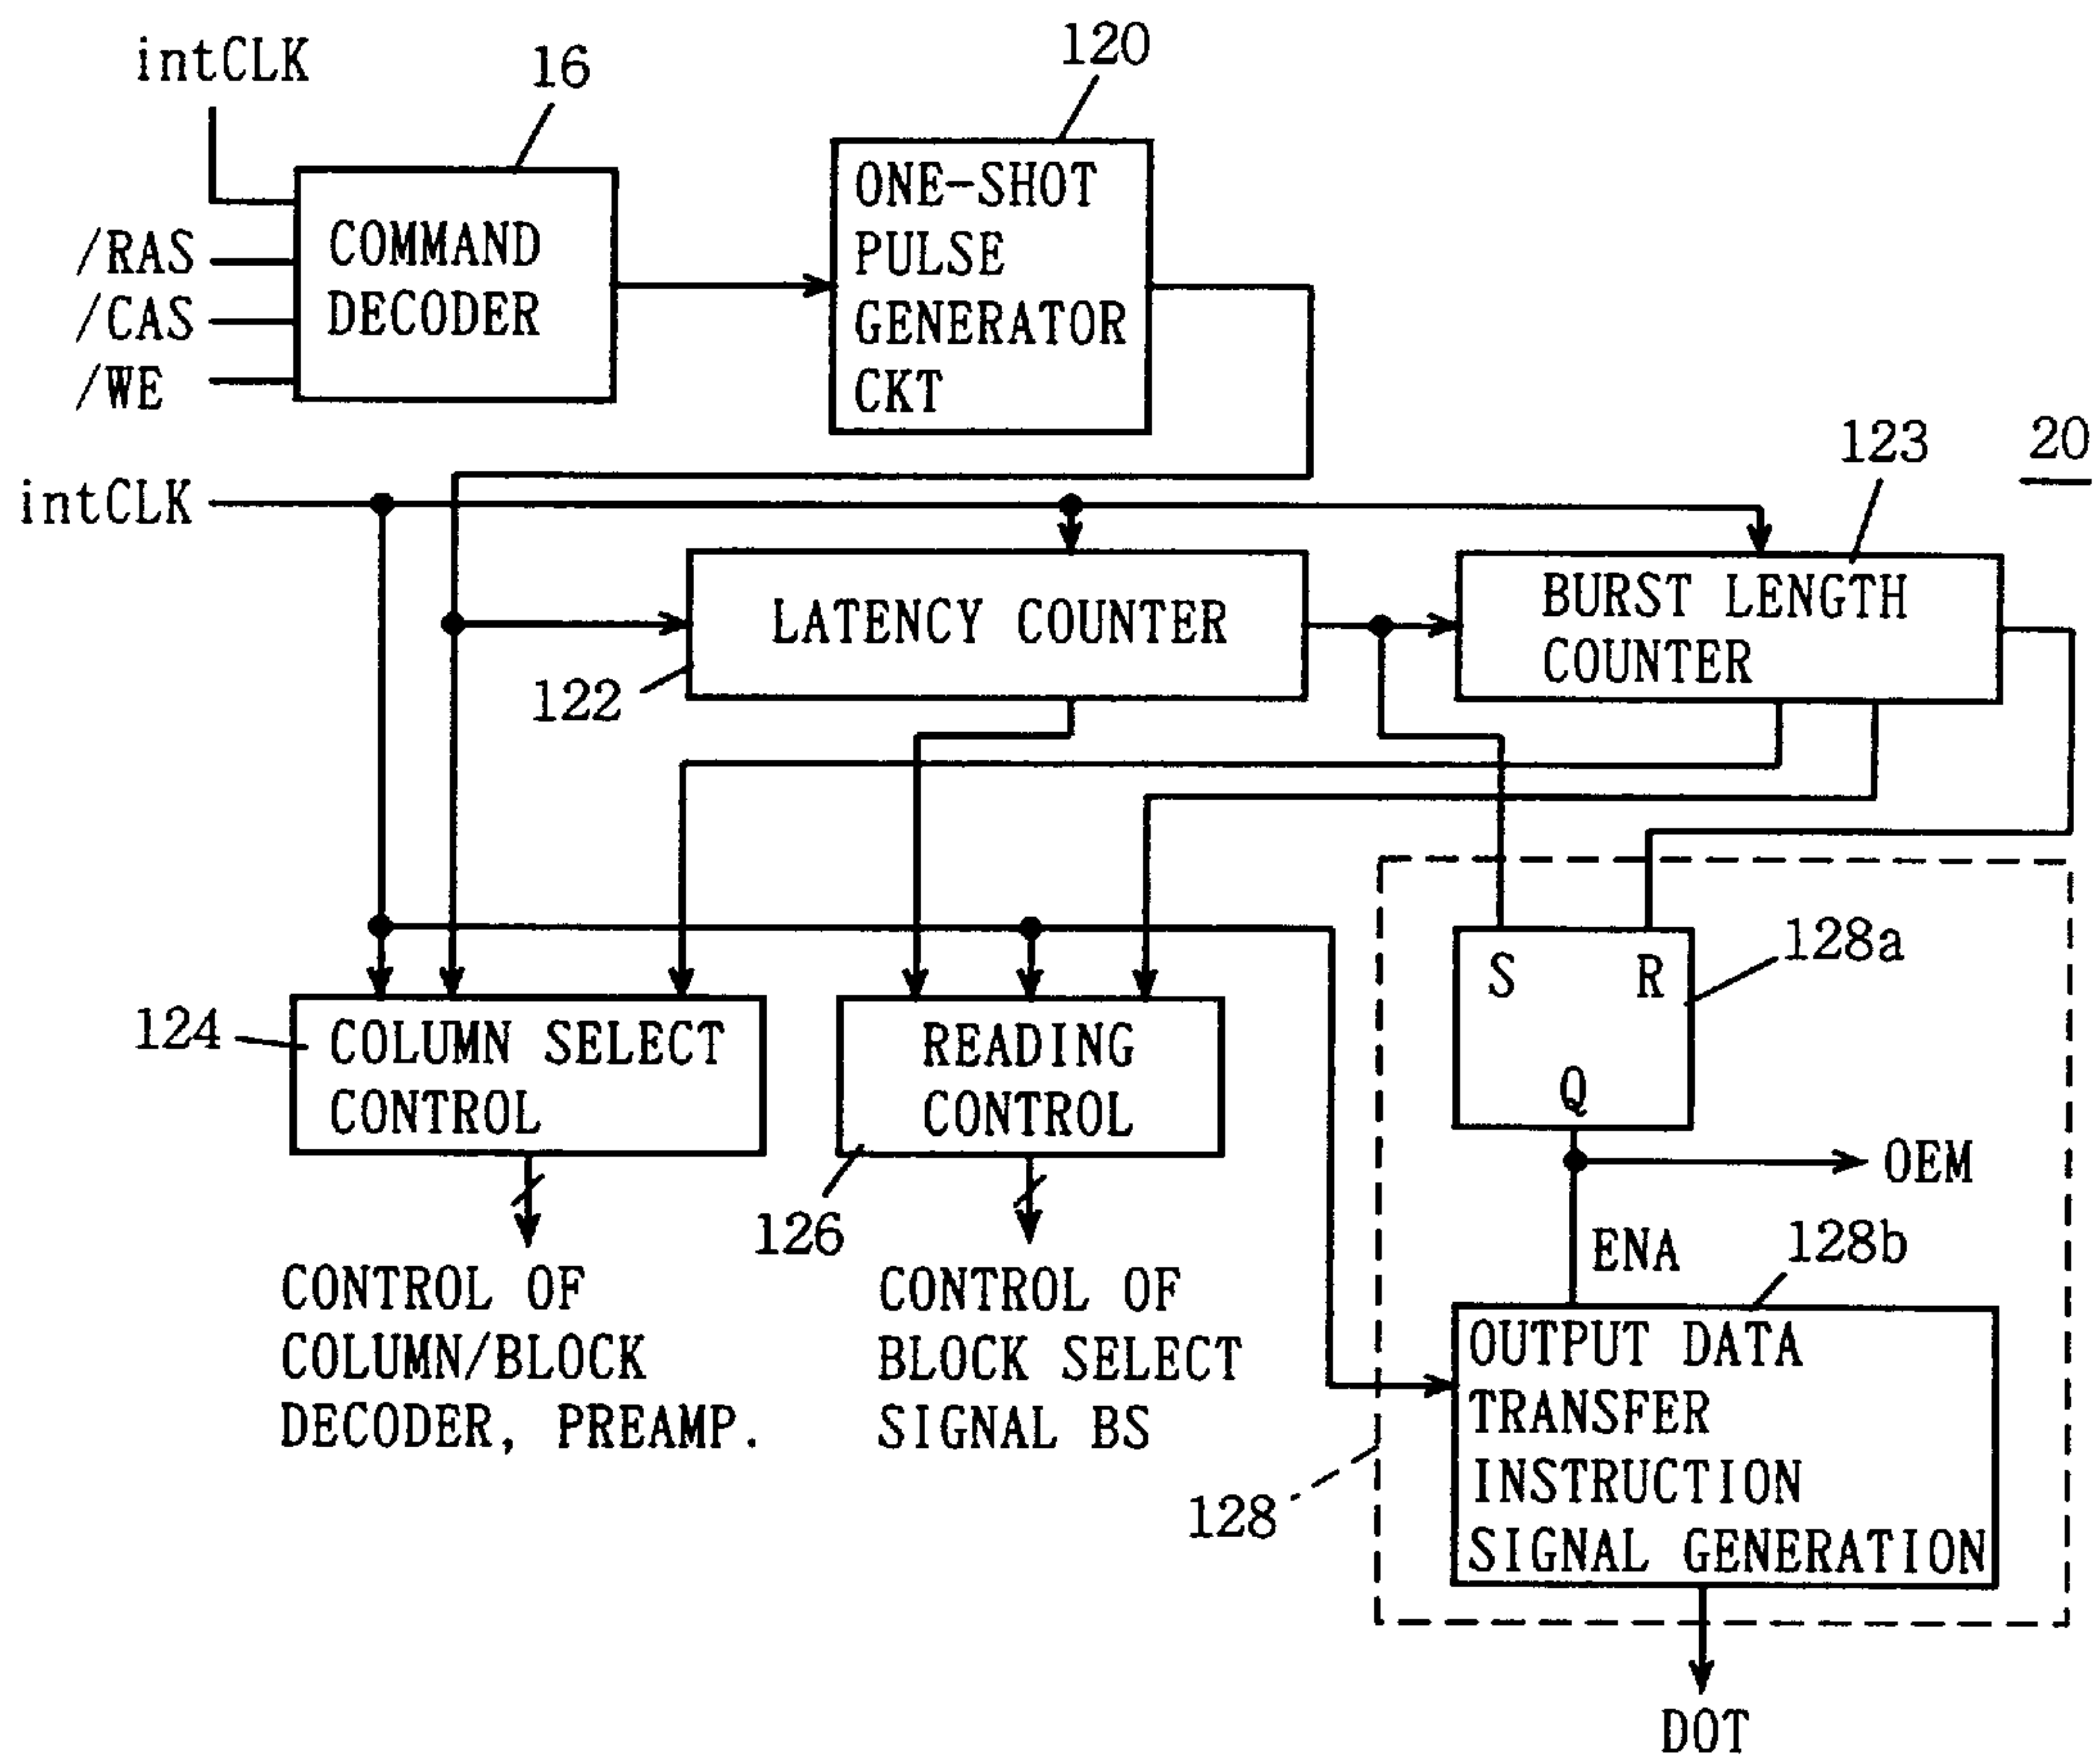 intCLK
16
120
/RAS
/CAS
/WE
COMMAND
DECODER
ONE-SHOT
PULSE
GENERATOR
CKT
intCLK
123
20
LATENCY COUNTER
122
BURST LENGTH
COUNTER
124
COLUMN SELECT
CONTROL
READING
CONTROL
126
S R
Q
128a
OEM
ENA
128b
CONTROL OF
COLUMN/BLOCK
DECODER, PREAMP.
CONTROL OF
BLOCK SELECT
SIGNAL BS
OUTPUT DATA
TRANSFER
INSTRUCTION
SIGNAL GENERATION
128
DOT